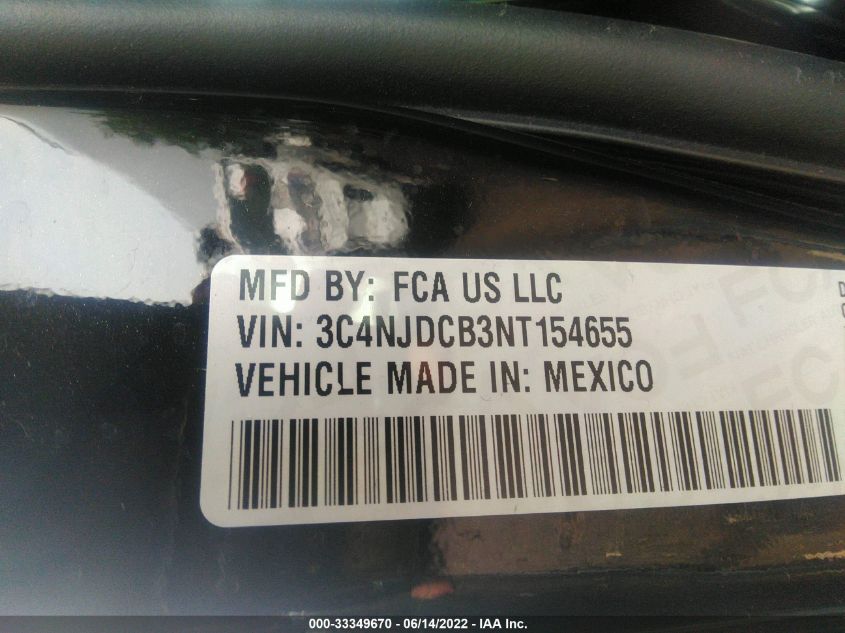 MFD BY: FCA US LLC
VIN: 3C4NJDCB3NT154655
VEHICLE MADE IN: MEXICO
000-33349670 - 06/14/2022 - IAA Inc.